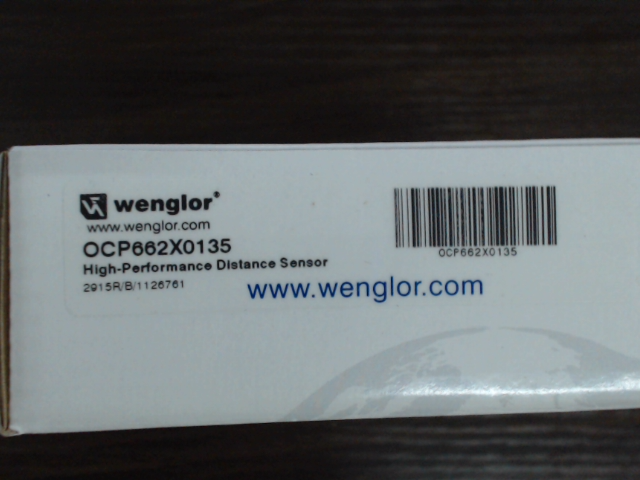 wenglor®
www.wenglor.com
OCP662X0135
High-Performance Distance Sensor
2915R/B/1126761
OCP662X0135
www.wenglor.com